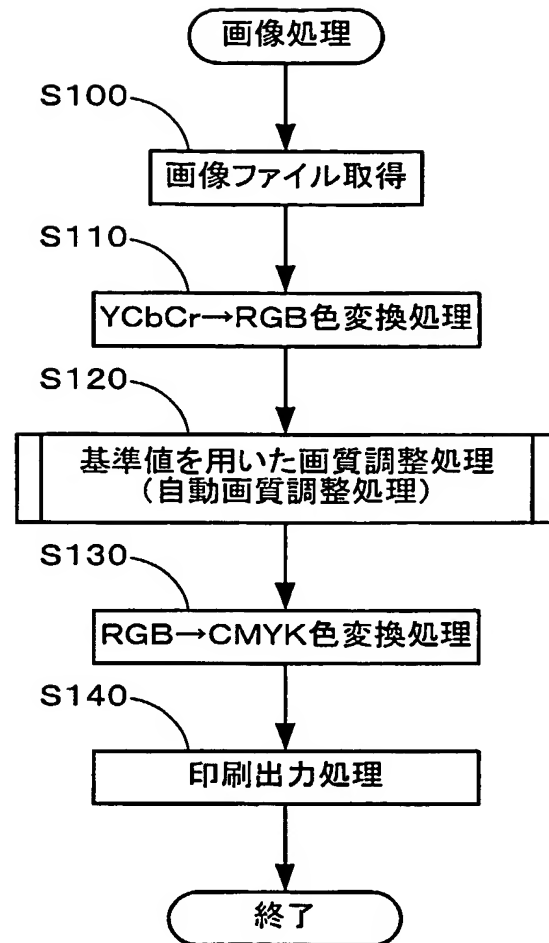 画像処理
S100
画像ファイル取得
S110
YCbCr→RGB色変換処理
S120
基準値を用いた画質調整処理
(自動画質調整処理)
S130
RGB→CMYK色変換処理
S140
印刷出力処理
終了